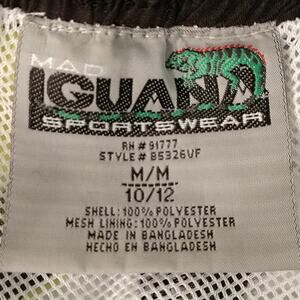 MAD
IGUANA
SPORTSWEAR
RN # 91777
STYLE # 85326VF
M/M
10/12
SHELL: 100% POLYESTER
MESH LINING: 100% POLYESTER
MADE IN BANGLADESH
HECHO EN BANGLADESH